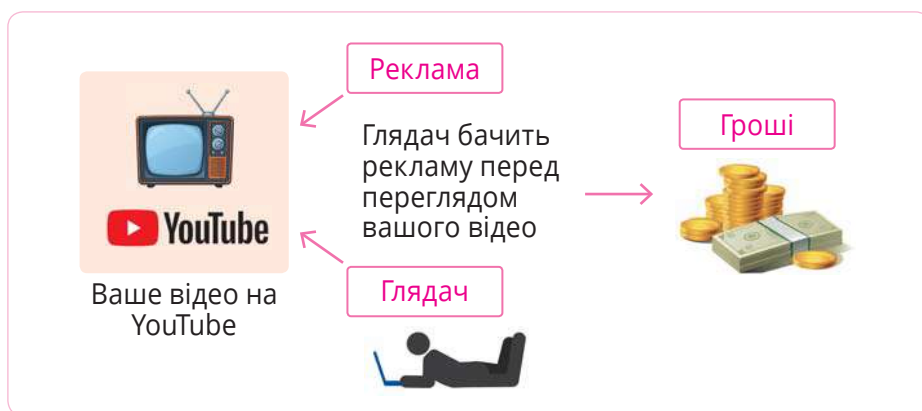 Реклама
YouTube
Ваше відео на
YouTube
Глядач бачить
рекламу перед
переглядом
вашого відео
Глядач
Гроші